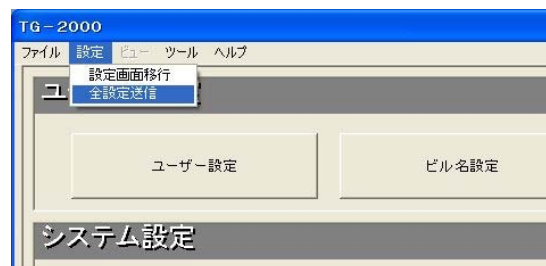 TG-2000
ファイル 設定 ビュー ツール ヘルプ
設定画面移行
全設定送信
ユーザー設定 ビル名設定
システム設定